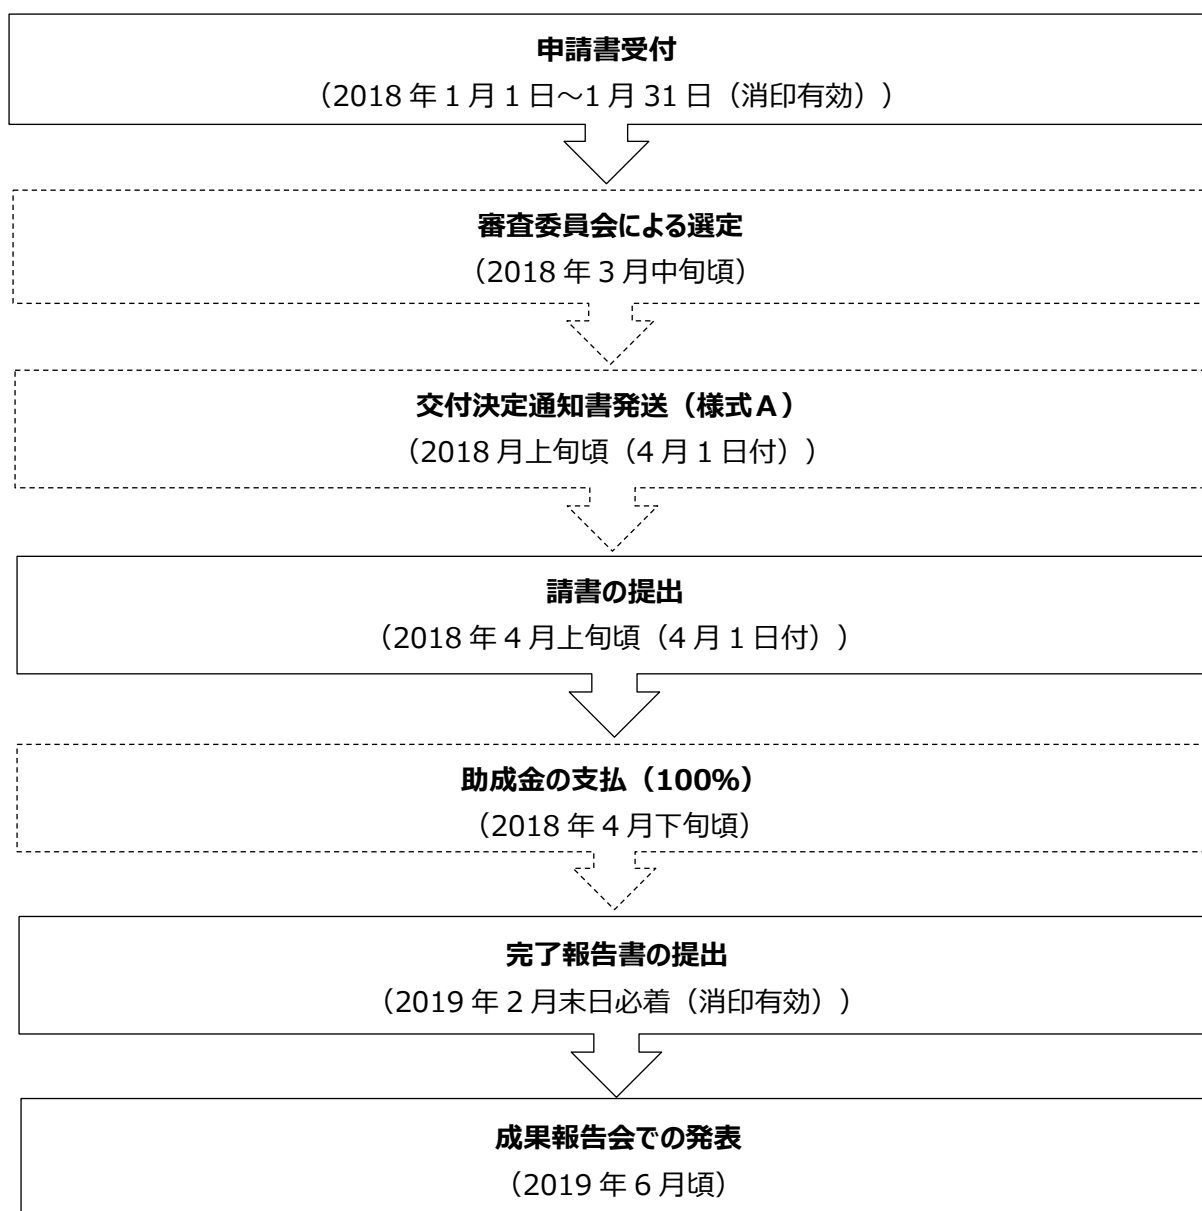 申請書受付
（2018 年 1 月 1 日～1 月 31 日（消印有効））
審査委員会による選定
（2018 年 3 月中旬頃）
交付決定通知書発送（様式Ａ）
（2018 月上旬頃（4 月 1 日付））
請書の提出
（2018 年 4 月上旬頃（4 月 1 日付））
助成金の支払（100%）
（2018 年 4 月下旬頃）
完了報告書の提出
（2019 年 2 月末日必着（消印有効））
成果報告会での発表
（2019 年 6 月頃）